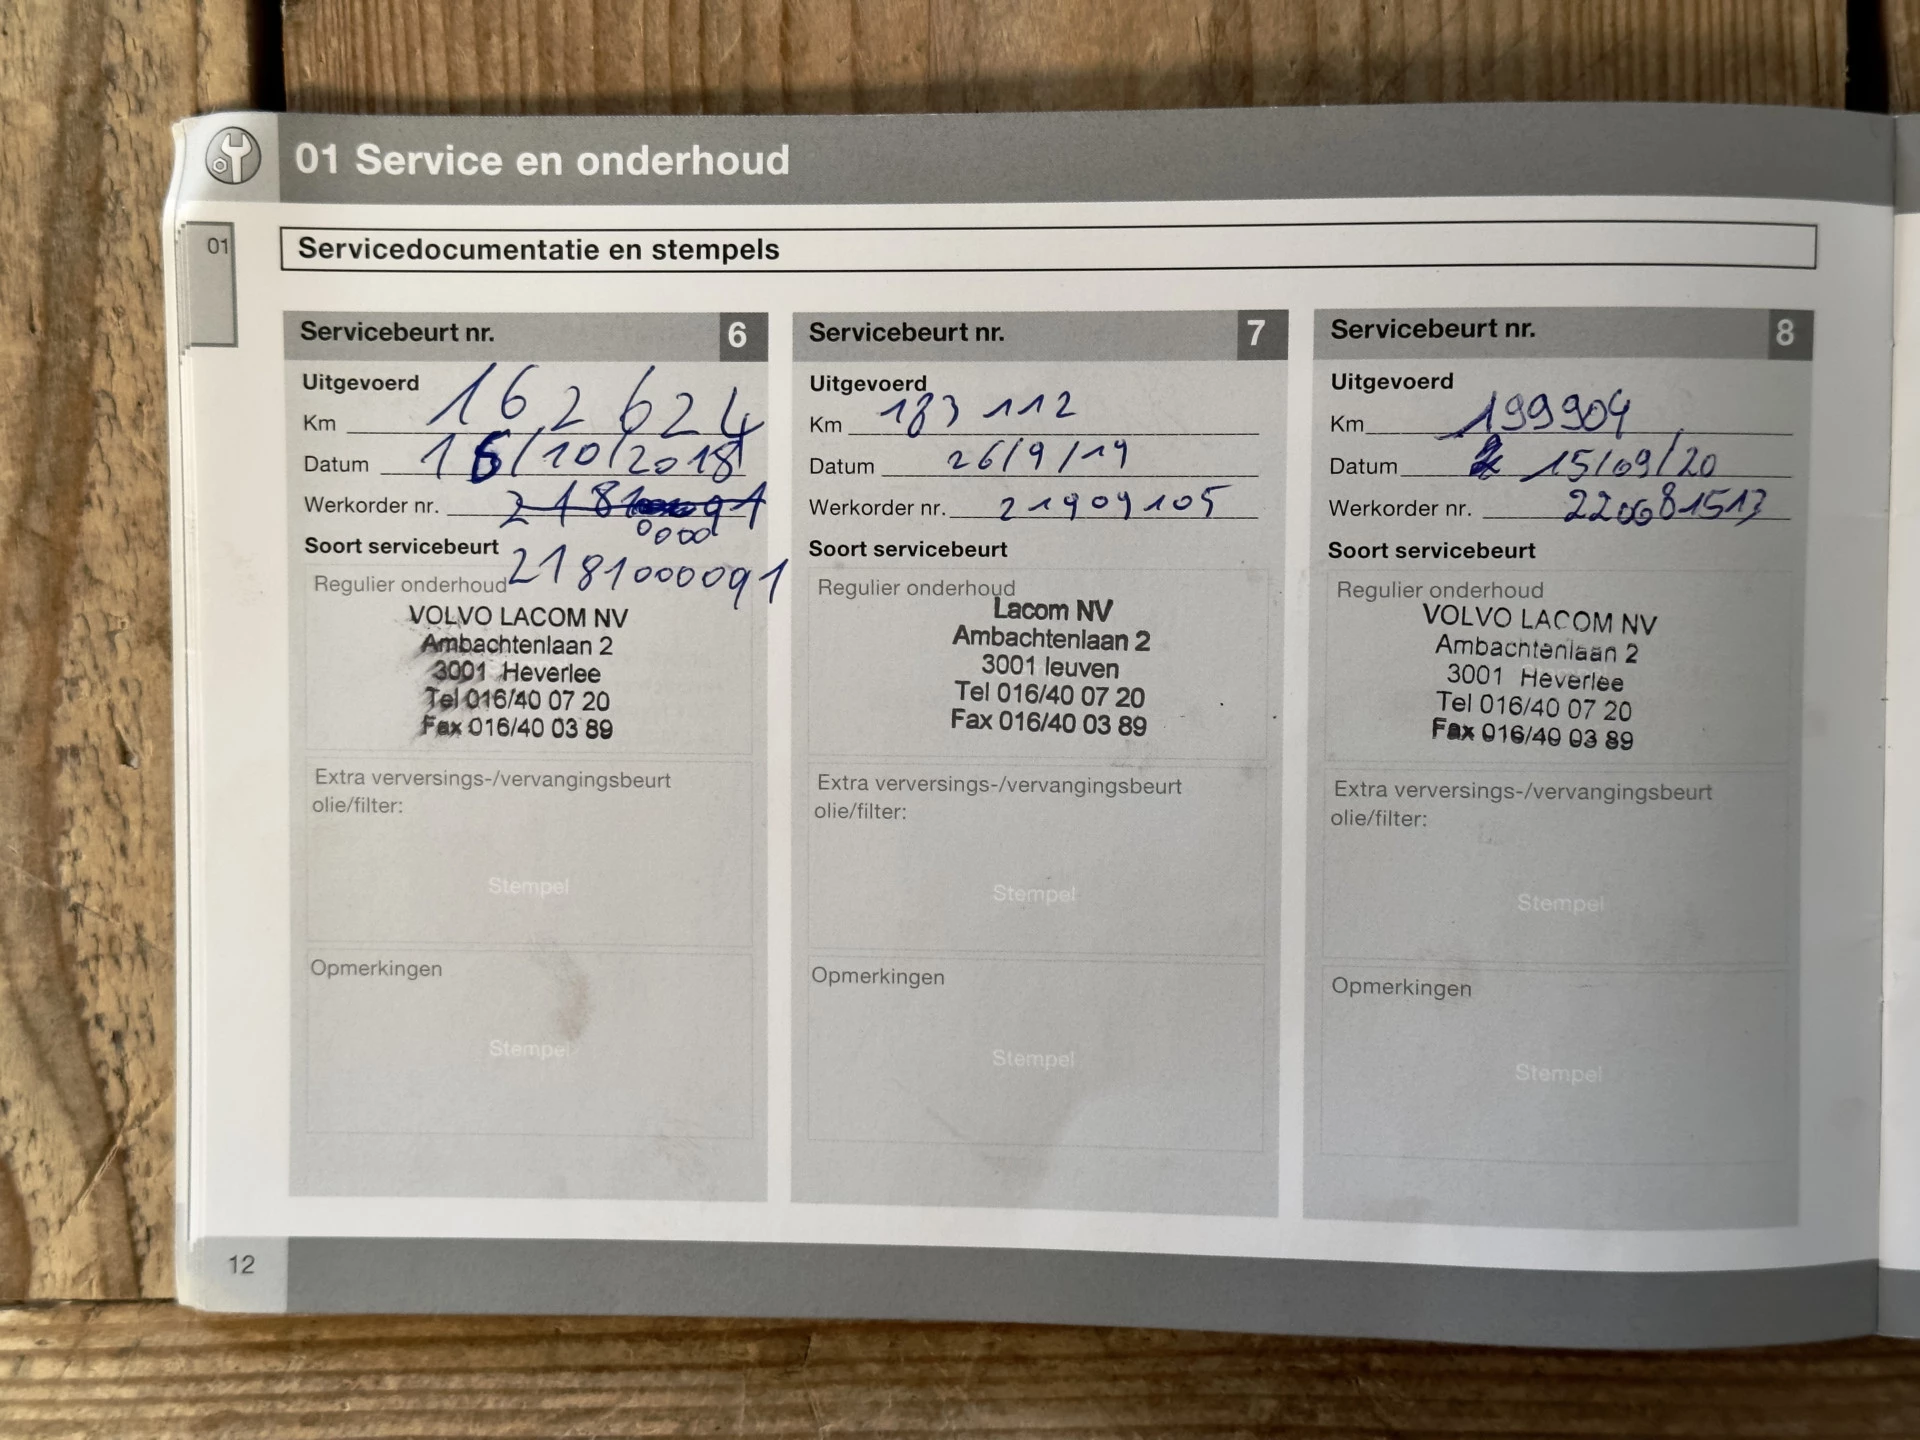 01 Service en onderhoud
01
Servicedocumentatie en stempels
Servicebeurt nr. 6
Uitgevoerd
Km 162 624
Datum 16/10/2018
Werkorder nr.
Soort servicebeurt
2181000091
Regulier onderhoud
VOLVO LACOM NV
Ambachtenlaan 2
3001 Heverlee
Tel 016/40 07 20
Fax 016/40 03 89
Extra verversings-/vervangingsbeurt
olie/filter:
Stempel
Opmerkingen
Stempel
Servicebeurt nr. 7
Uitgevoerd
Km 183 112
Datum 26/9/19
Werkorder nr. 21909105
Soort servicebeurt
Regulier onderhoud
Lacom NV
Ambachtenlaan 2
3001 leuven
Tel 016/40 07 20
Fax 016/40 03 89
Extra verversings-/vervangingsbeurt
olie/filter:
Stempel
Opmerkingen
Stempel
Servicebeurt nr. 8
Uitgevoerd
Km 199904
Datum 15/09/20
Werkorder nr. 220681513
Soort servicebeurt
Regulier onderhoud
VOLVO LACOM NV
Ambachtenlaan 2
3001 Heverlee
Tel 016/40 07 20
Fax 016/40 03 89
Extra verversings-/vervangingsbeurt
olie/filter:
Stempel
Opmerkingen
Stempel
12